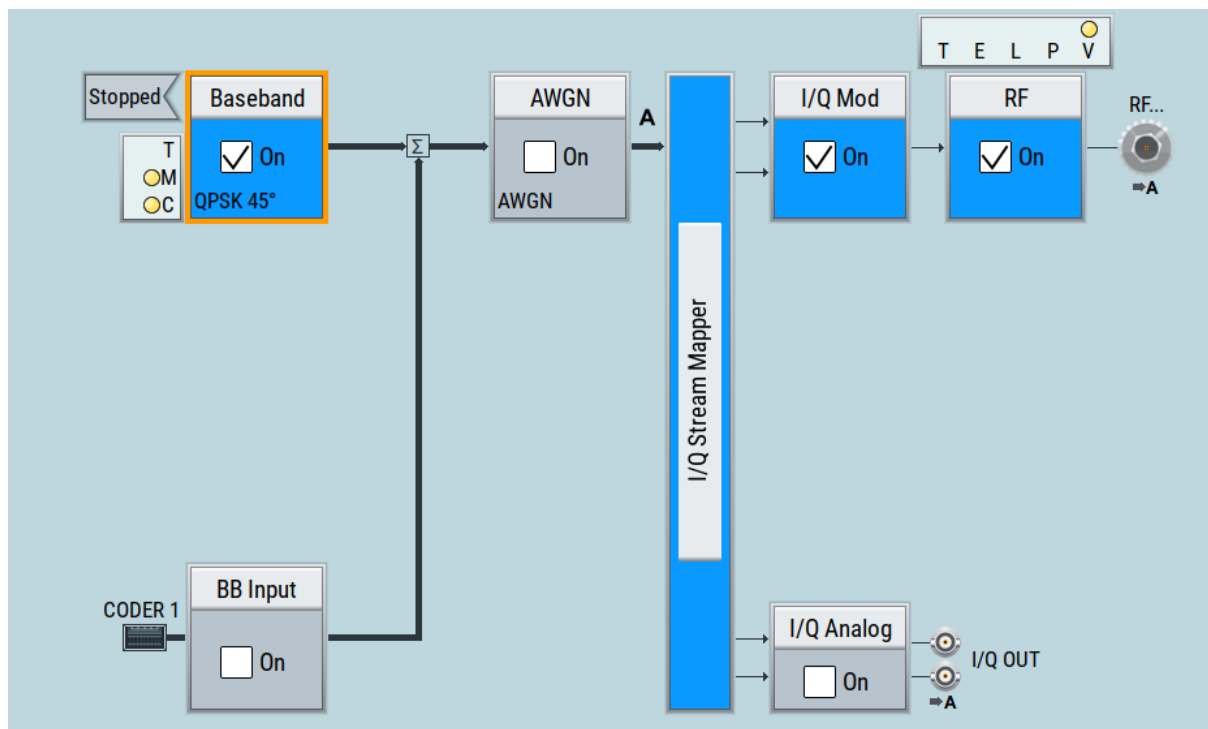 T E L P V
Stopped
Baseband
On
QPSK 45°
T
M
C
Σ
AWGN
On
AWGN
A
I/Q Stream Mapper
I/Q Mod
On
RF
On
RF...
➡A
CODER 1
BB Input
On
I/Q Analog
On
I/Q OUT
➡A